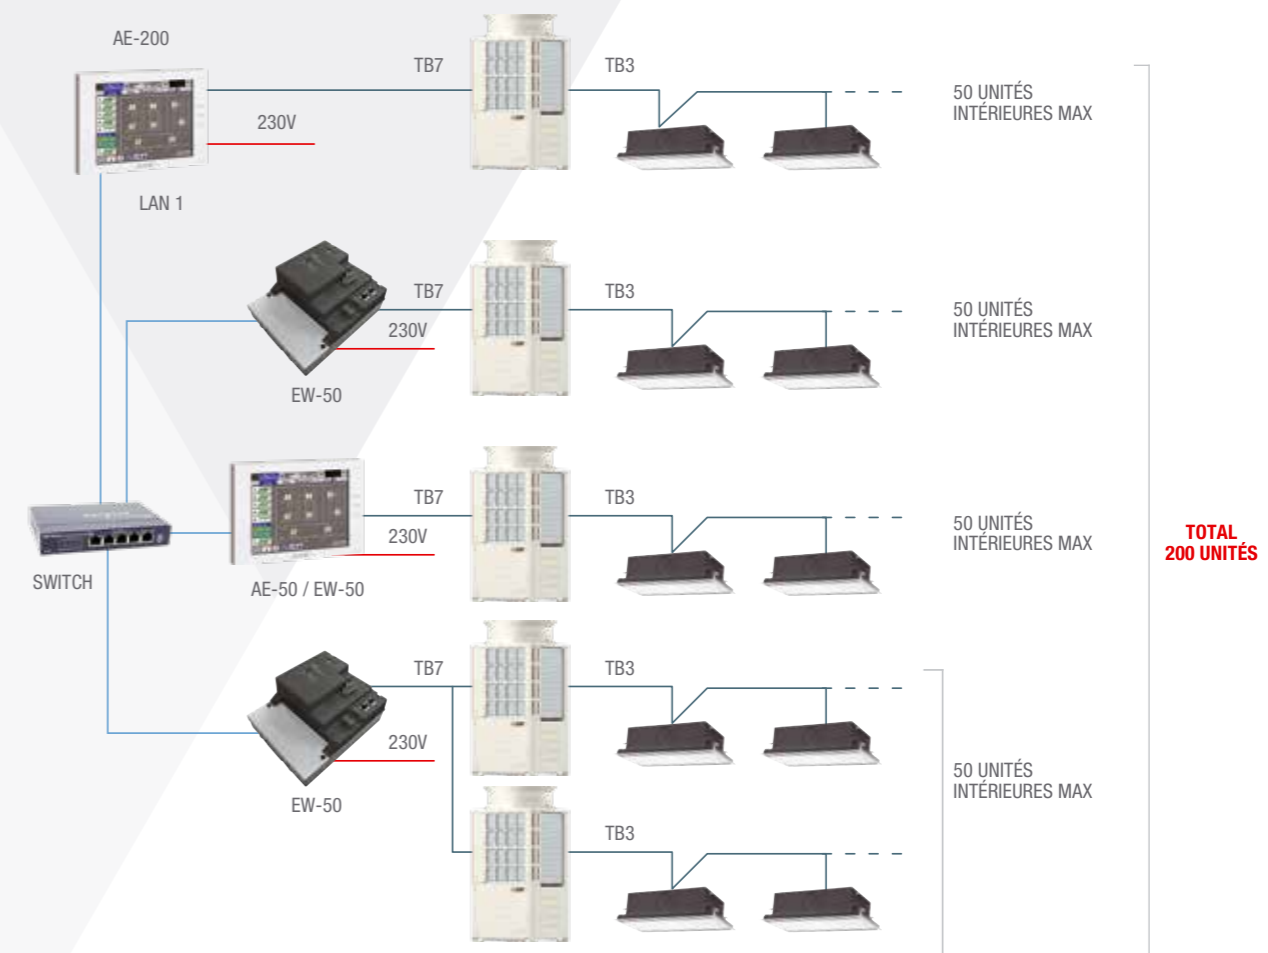 AE-200
TB7
TB3
50 UNITÉS
INTÉRIEURES MAX
230V
LAN 1
TB7
TB3
50 UNITÉS
INTÉRIEURES MAX
230V
EW-50
TB7
TB3
50 UNITÉS
INTÉRIEURES MAX
230V
TOTAL
200 UNITÉS
SWITCH
AE-50 / EW-50
TB7
TB3
230V
50 UNITÉS
INTÉRIEURES MAX
EW-50
TB3